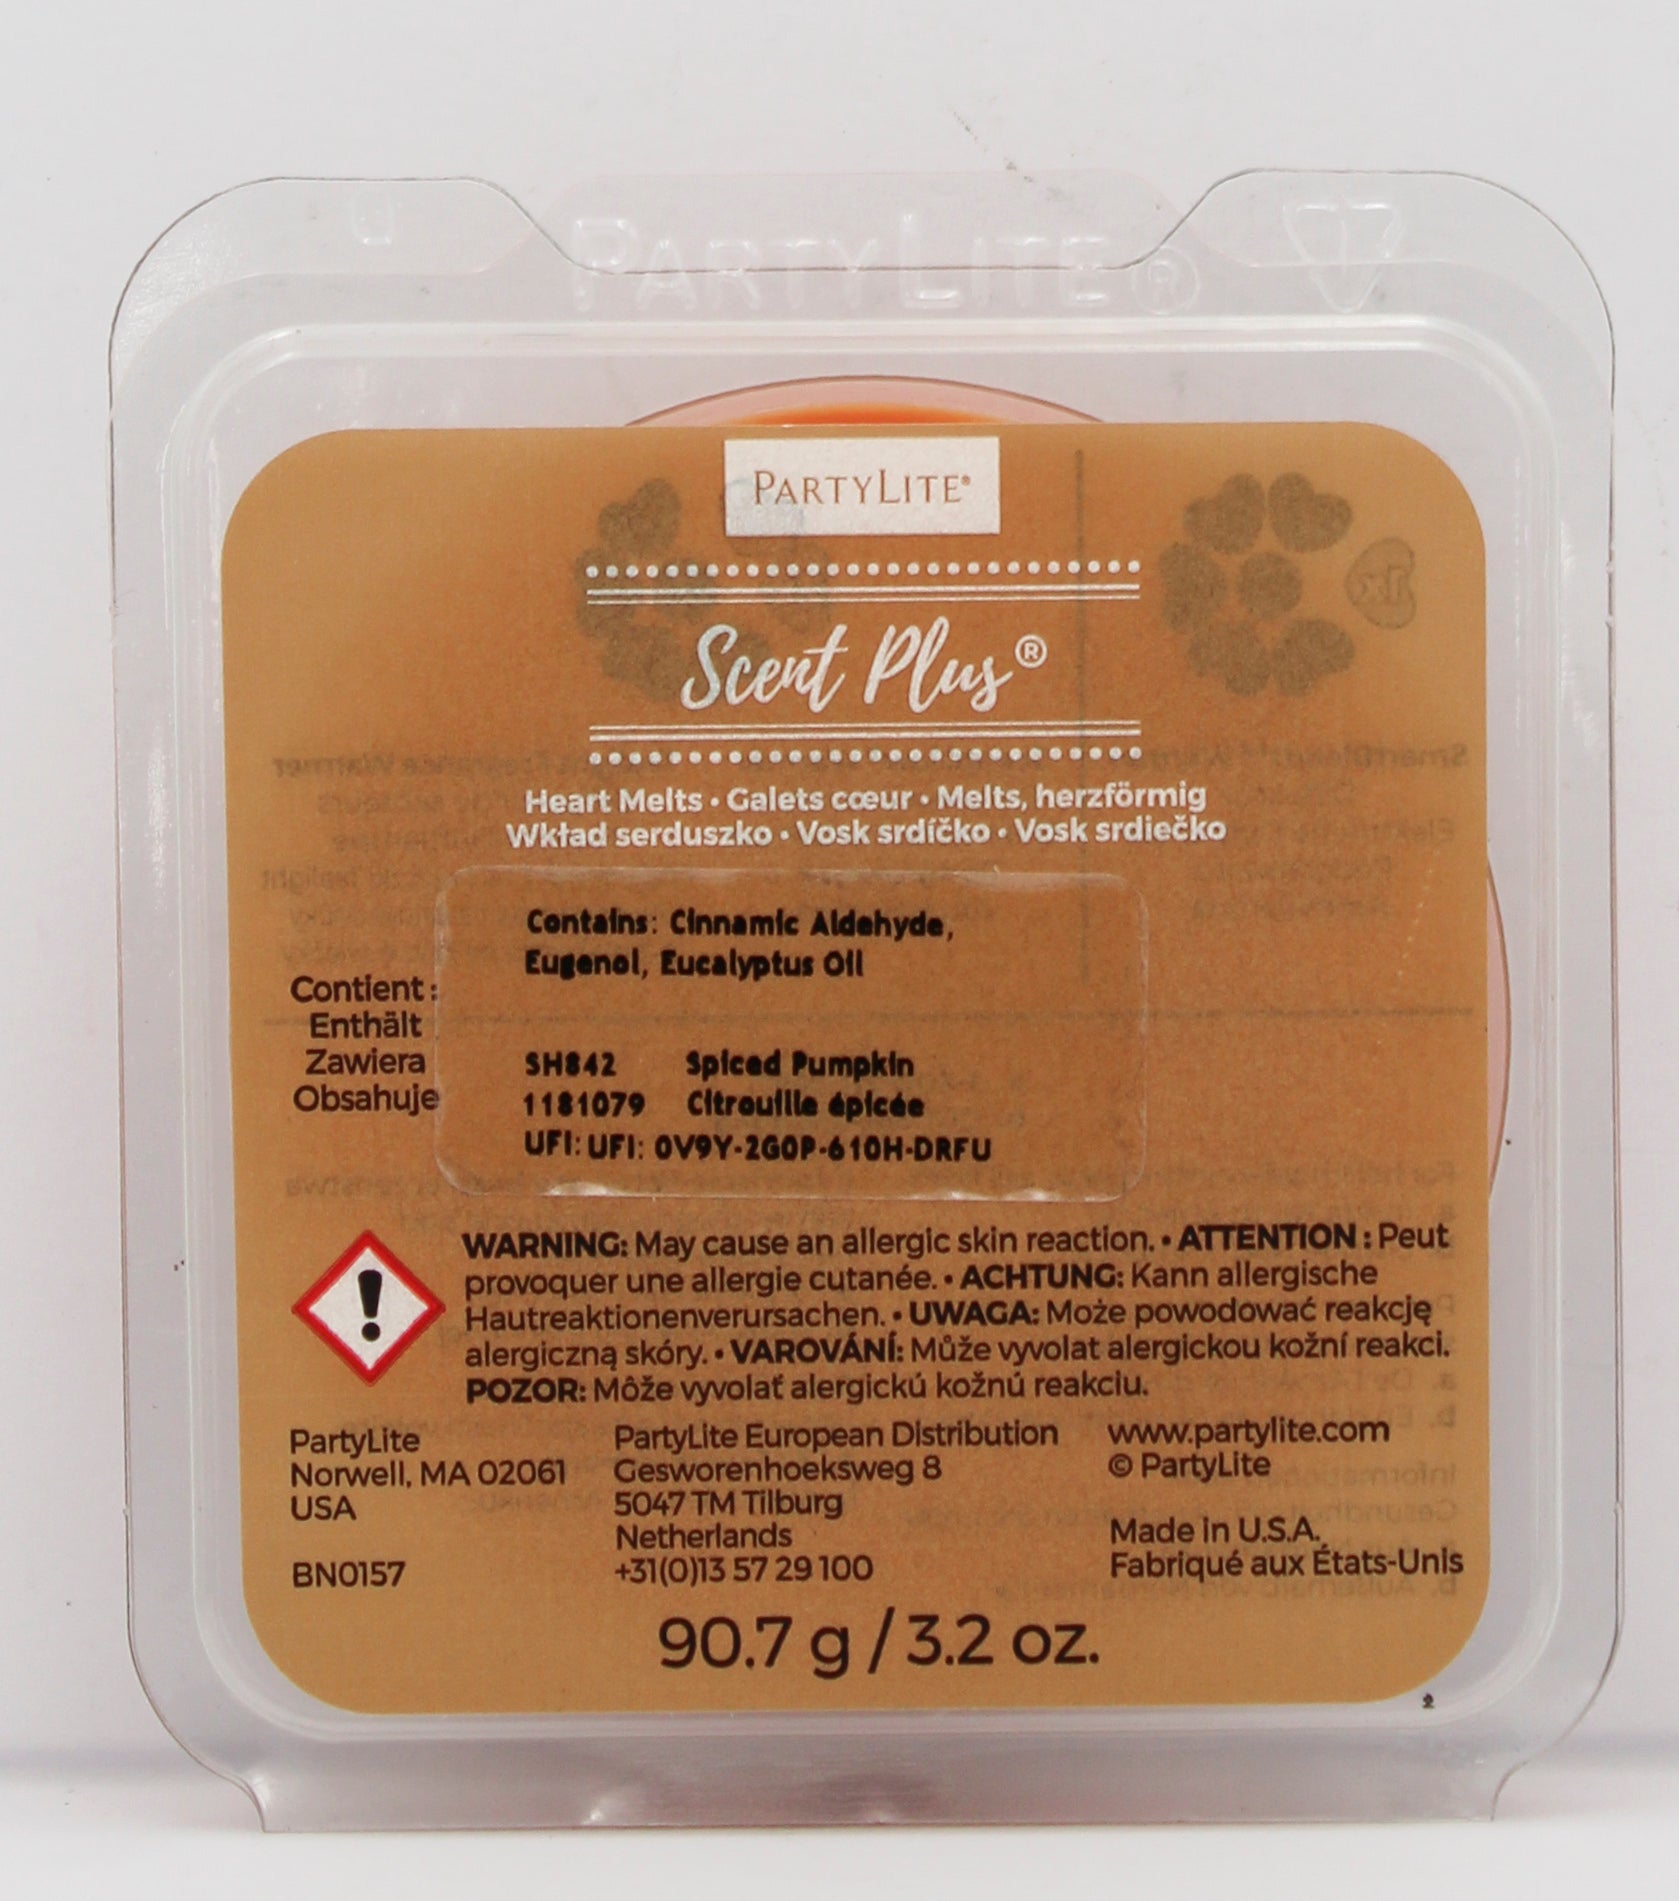 PARTYLITE®
PARTYLITE®
Scent Plus®
Heart Melts • Galets cœur • Melts, herzförmig
Wkład serduszko • Vosk srdíčko • Vosk srdiečko
Contains: Cinnamic Aldehyde,
Eugenol, Eucalyptus Oil
Contient :
Enthält
Zawiera
Obsahuje
SH842 Spiced Pumpkin
1181079 Citrouille épicée
UFI: UFI: 0V9Y-2G0P-610H-DRFU
WARNING: May cause an allergic skin reaction. • ATTENTION : Peut
provoquer une allergie cutanée. • ACHTUNG: Kann allergische
Hautreaktionenverursachen. • UWAGA: Może powodować reakcję
alergiczną skóry. • VAROVÁNÍ: Může vyvolat alergickou kožní reakci.
POZOR: Môže vyvolať alergickú kožnú reakciu.
PartyLite
Norwell, MA 02061
USA
BN0157
PartyLite European Distribution
Gesworenhoeksweg 8
5047 TM Tilburg
Netherlands
+31(0)13 57 29 100
www.partylite.com
© PartyLite
Made in U.S.A.
Fabriqué aux États-Unis
90.7 g / 3.2 oz.